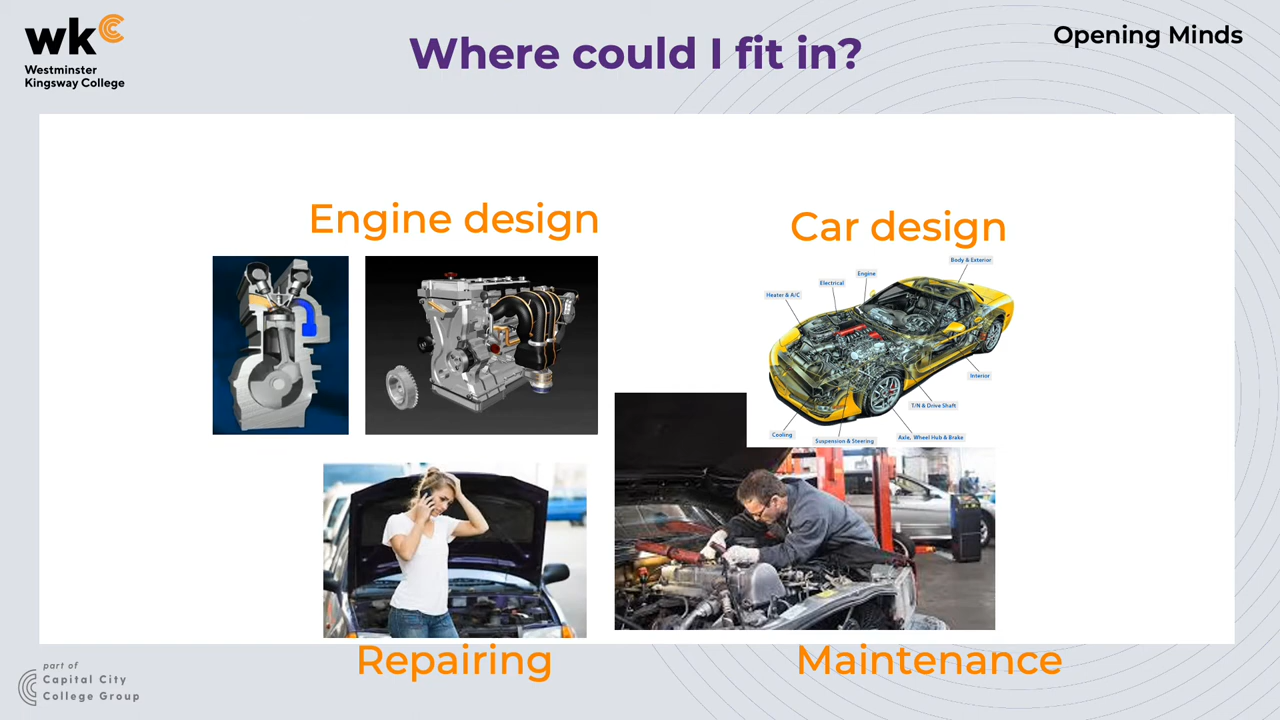 wkc
Westminster
Kingsway College
Where could I fit in?
Opening Minds
Engine design
Car design
Body & Exterior
Engine
Electrical
Heater & A/C
Interior
T/N & Drive Shaft
Axle, Wheel Hub & Brake
Suspension & Steering
Cooling
Repairing
Maintenance
part of
Capital City
College Group